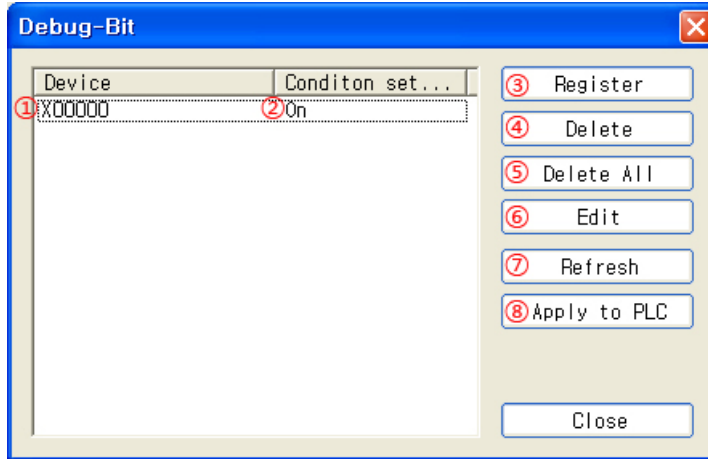 Debug-Bit
Device Conditon set...
①X00000 ②On
③ Register
④ Delete
⑤ Delete All
⑥ Edit
⑦ Refresh
⑧Apply to PLC
Close